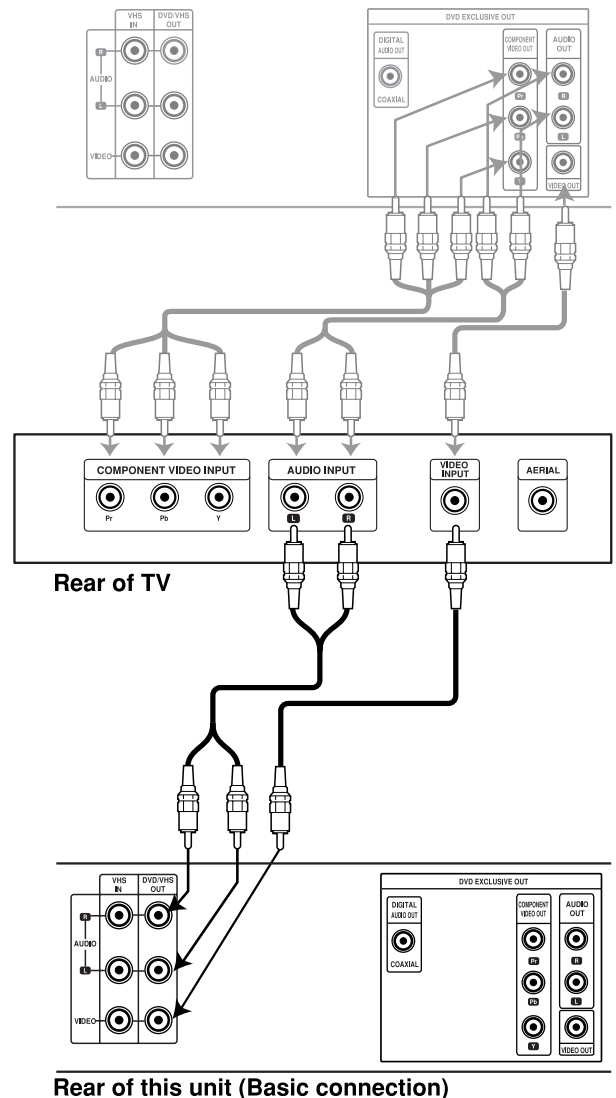 VHS IN
DVD/VHS OUT
R
AUDIO
L
VIDEO
DVD EXCLUSIVE OUT
DIGITAL
AUDIO OUT
COAXIAL
COMPONENT
VIDEO OUT
Pr
Pb
Y
AUDIO
OUT
R
L
VIDEO OUT
COMPONENT VIDEO INPUT
Pr
Pb
Y
AUDIO INPUT
L
R
VIDEO
INPUT
AERIAL
Rear of TV
VHS IN
DVD/VHS OUT
R
AUDIO
L
VIDEO
DVD EXCLUSIVE OUT
DIGITAL
AUDIO OUT
COAXIAL
COMPONENT
VIDEO OUT
Pr
Pb
Y
AUDIO
OUT
R
L
VIDEO OUT
Rear of this unit (Basic connection)